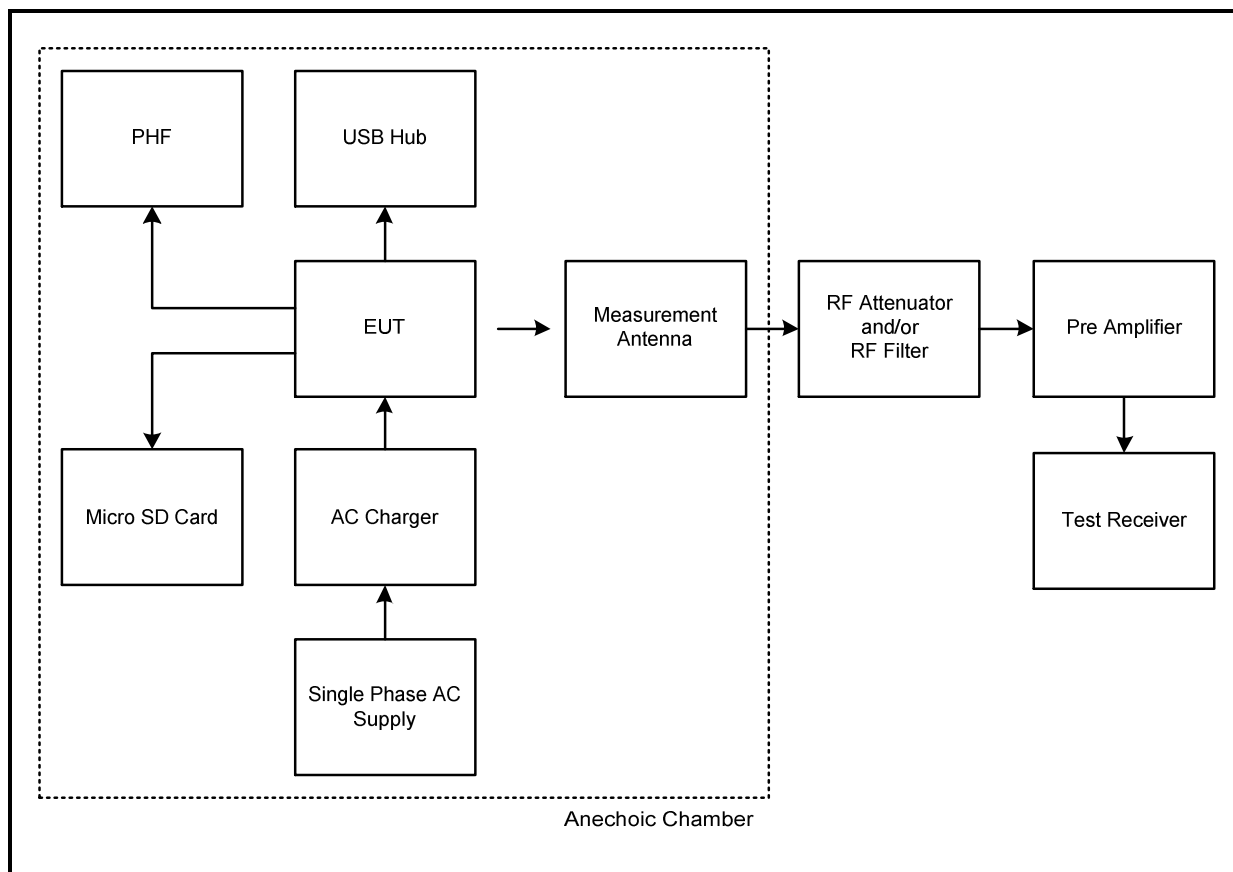 PHF
USB Hub
EUT
Measurement
Antenna
RF Attenuator
and/or
RF Filter
Pre Amplifier
Micro SD Card
AC Charger
Test Receiver
Single Phase AC
Supply
Anechoic Chamber